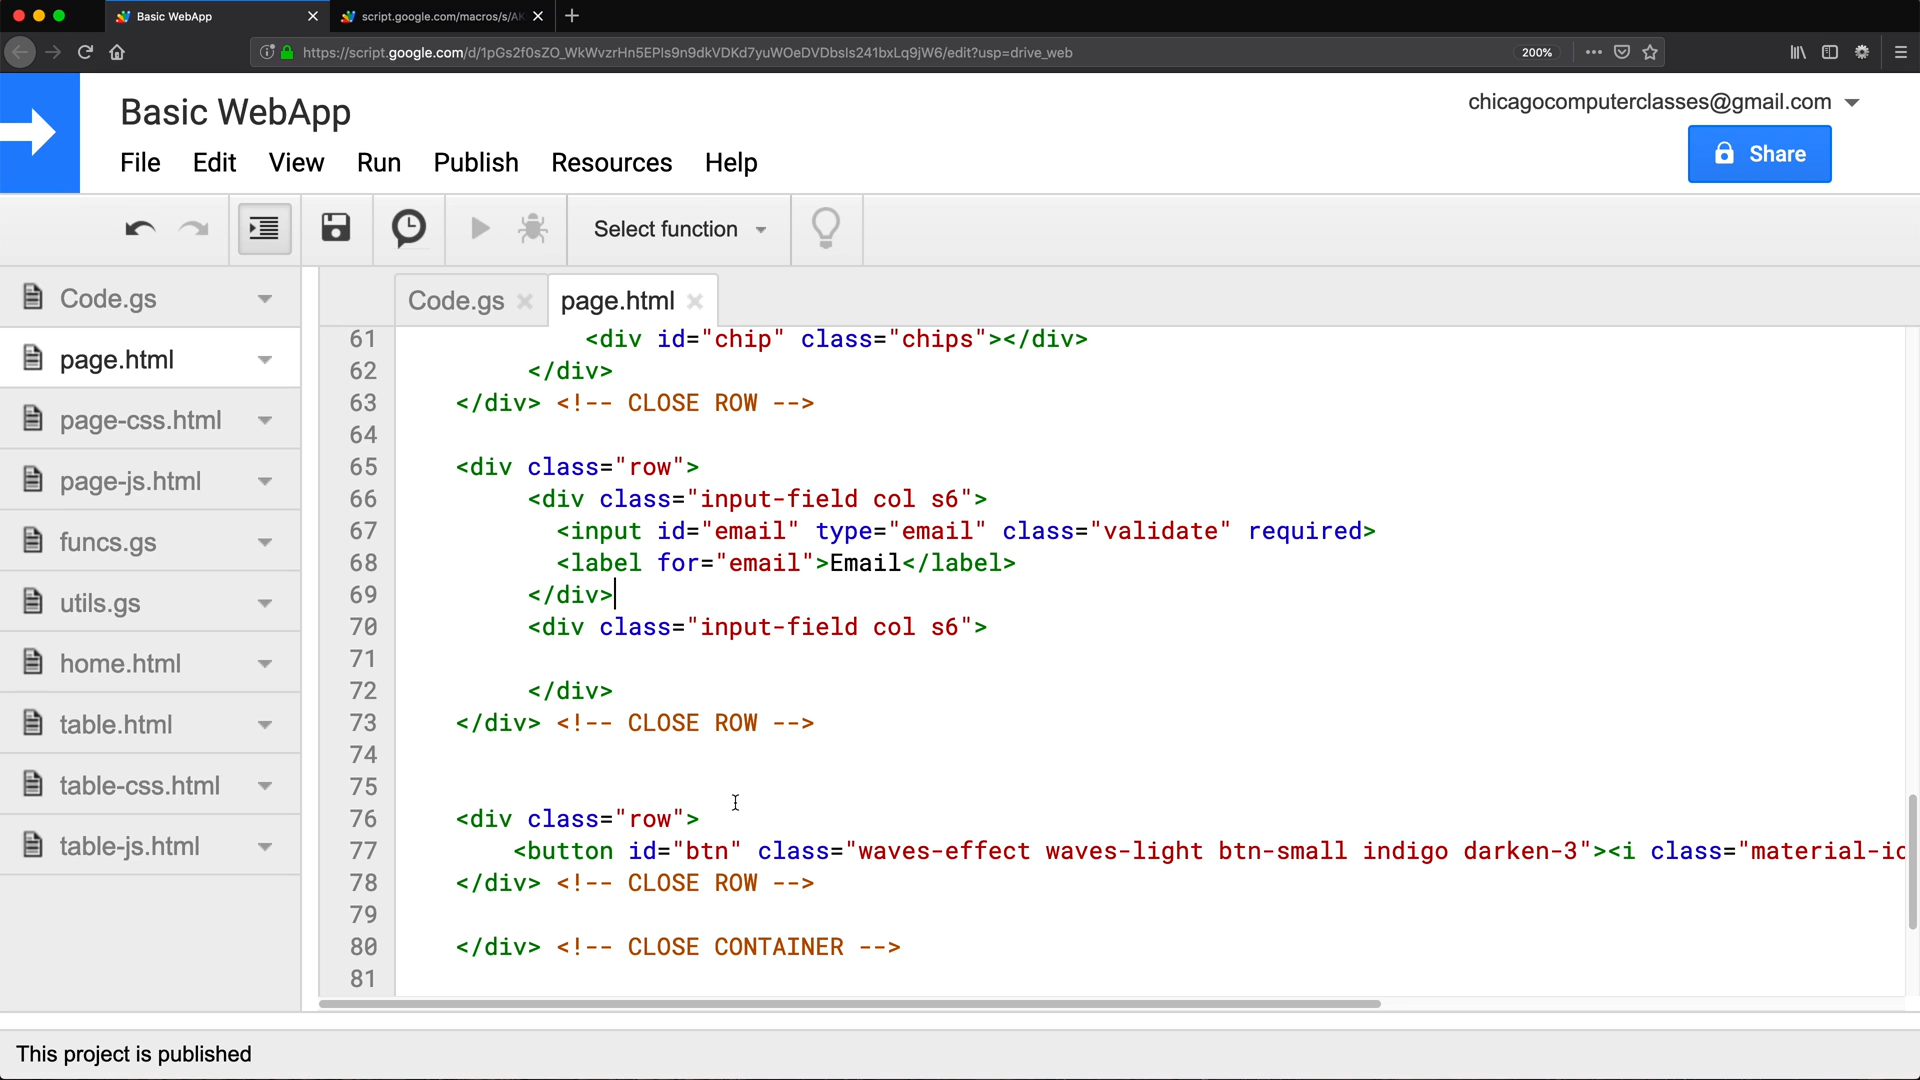 Basic WebApp
script.google.com/macros/s/AK
https://script.google.com/d/1pGs2f0sZO_WkWvzrHn5EPIs9n9dkVDKd7yuWOeDVDbsIs241bxLq9jW6/edit?usp=drive_web
200%
Basic WebApp
chicagocomputerclasses@gmail.com
File Edit View Run Publish Resources Help
Share
Select function
Code.gs
page.html
page-css.html
page-js.html
funcs.gs
utils.gs
home.html
table.html
table-css.html
table-js.html
Code.gs page.html
61 <div id="chip" class="chips"></div>
62 </div>
63 </div> <!-- CLOSE ROW -->
64
65 <div class="row">
66 <div class="input-field col s6">
67 <input id="email" type="email" class="validate" required>
68 <label for="email">Email</label>
69 </div>
70 <div class="input-field col s6">
71
72 </div>
73 </div> <!-- CLOSE ROW -->
74
75
76 <div class="row">
77 <button id="btn" class="waves-effect waves-light btn-small indigo darken-3"><i class="material-ic
78 </div> <!-- CLOSE ROW -->
79
80 </div> <!-- CLOSE CONTAINER -->
81
This project is published